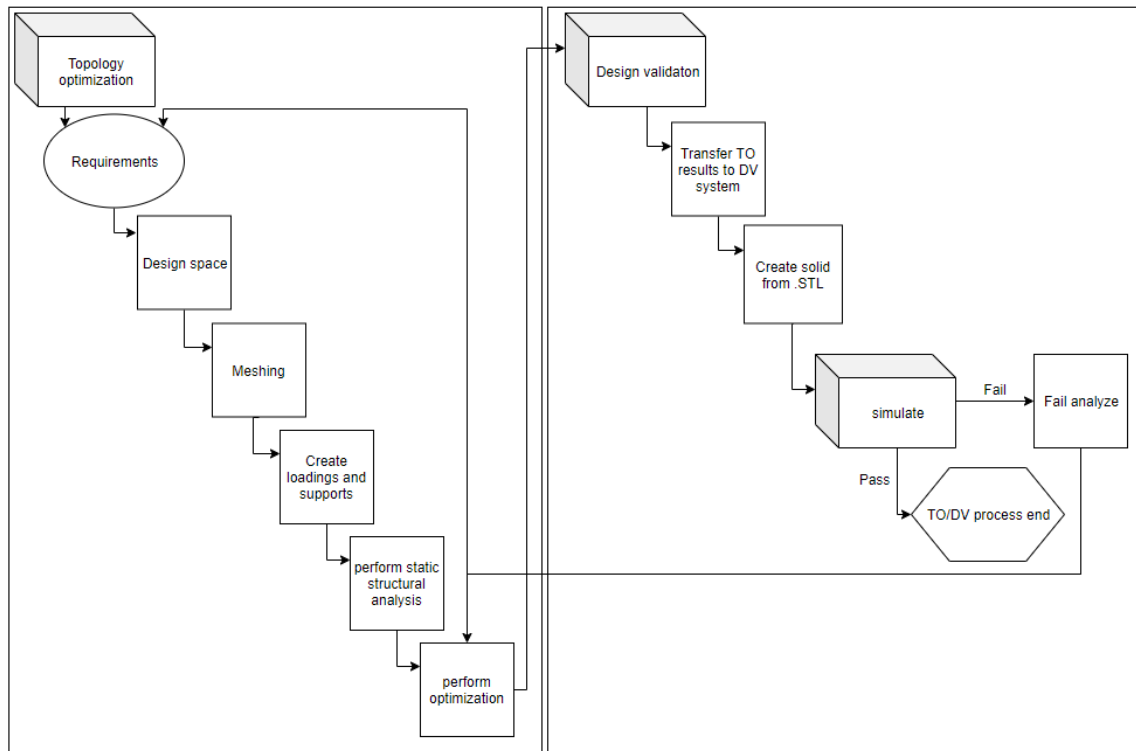 Topology
optimization
Requirements
Design space
Meshing
Create
loadings and
supports
perform static
structural
analysis
perform
optimization
Design validaton
Transfer TO
results to DV
system
Create solid
from .STL
simulate
Fail
Fail analyze
Pass
TO/DV process end